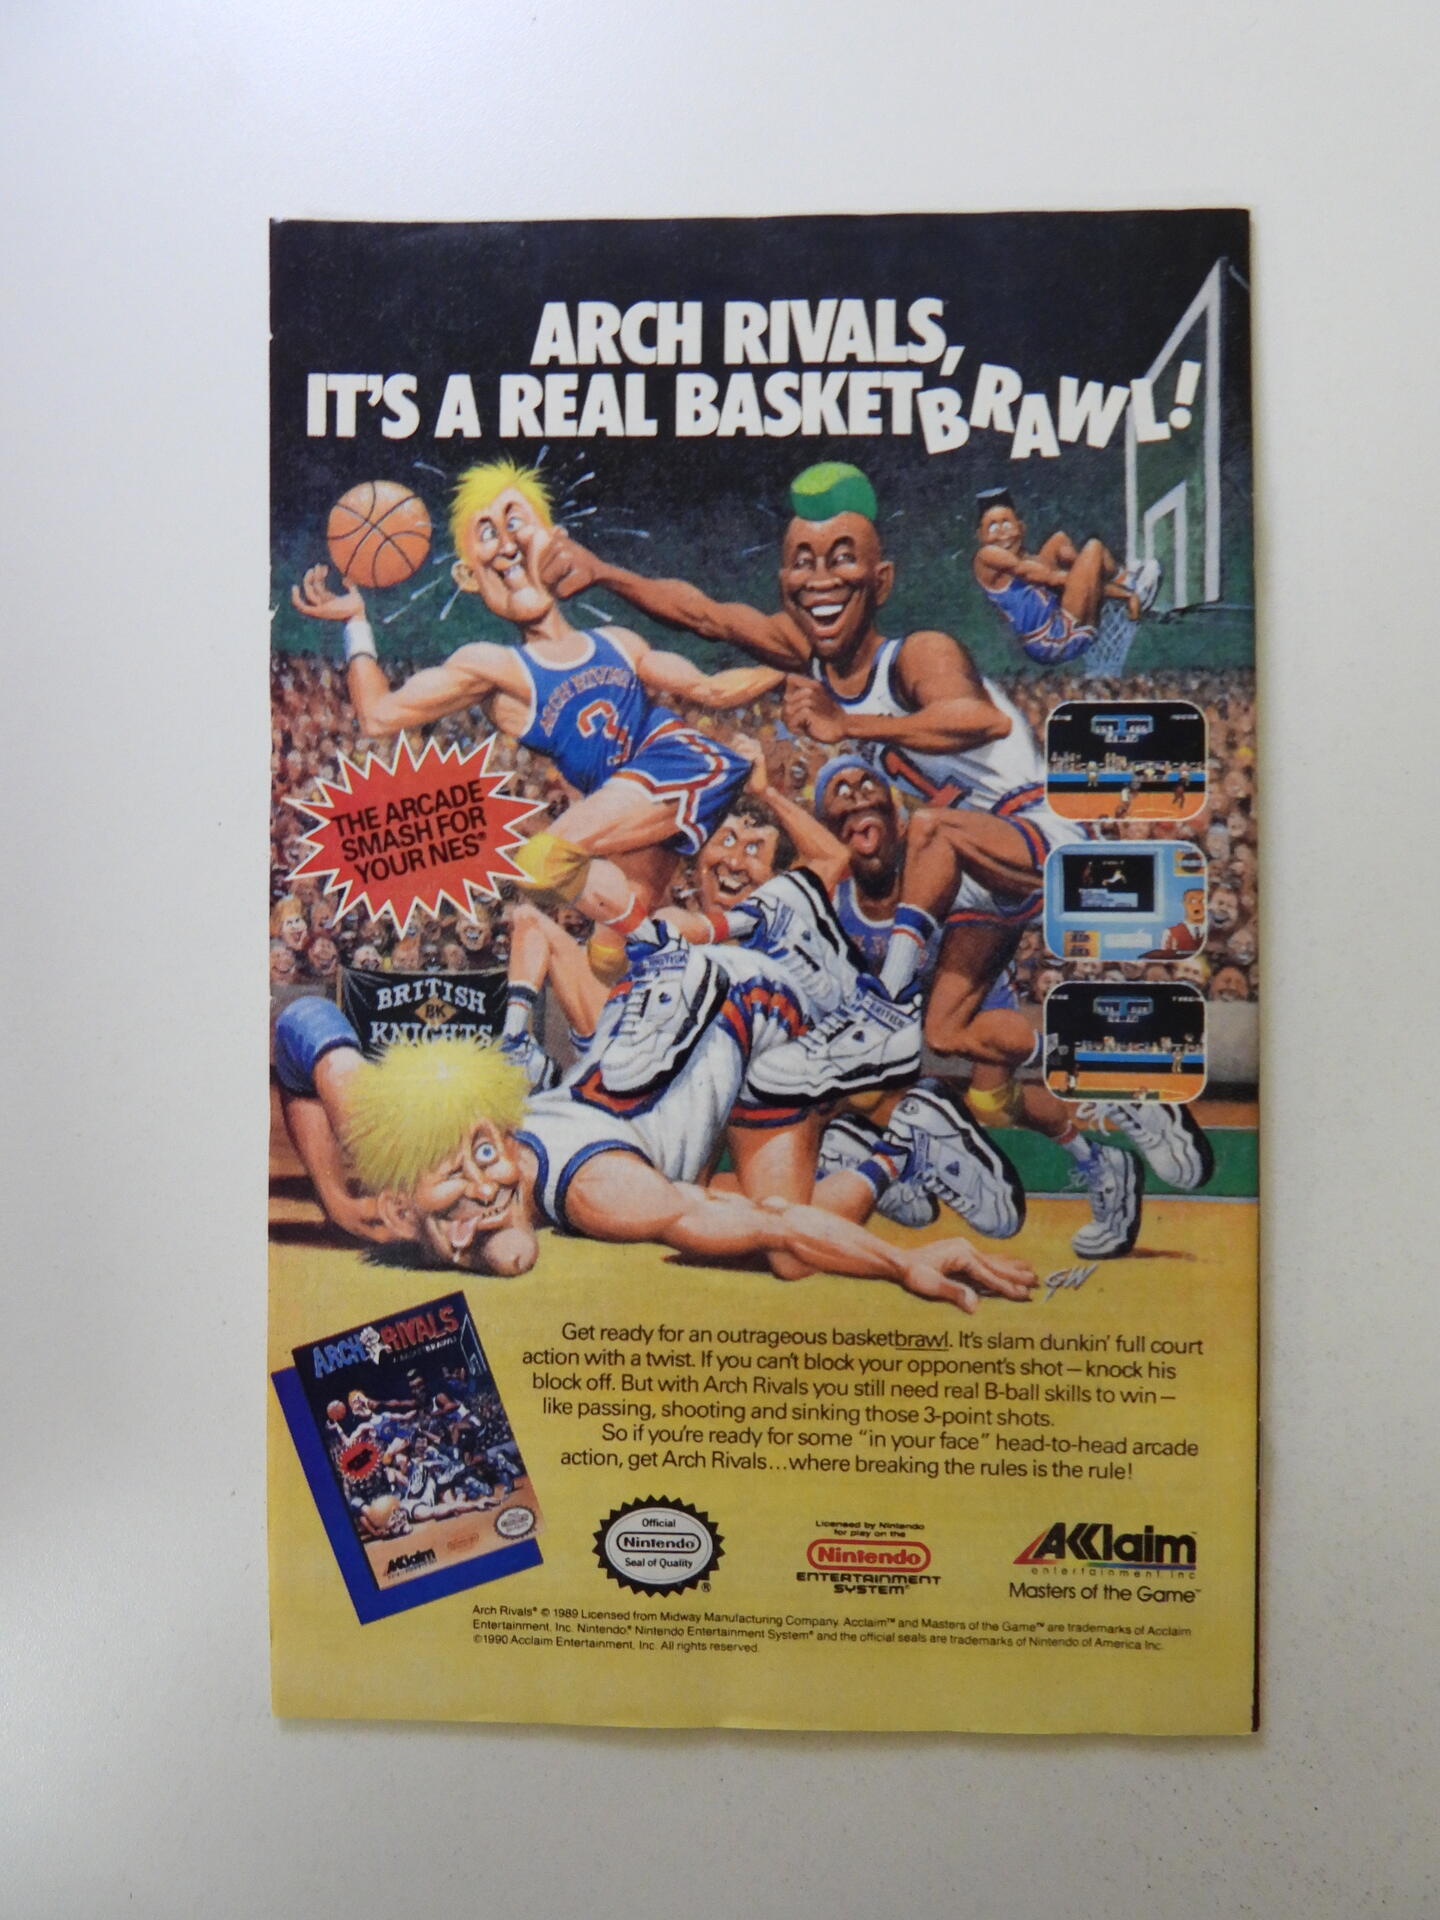 ARCH RIVALS,
IT'S A REAL BASKETBRAWL!
ARCH RIVALS
THE ARCADE
SMASH FOR
YOUR NES®
BRITISH
BK
KNIGHTS
GW
ARCH RIVALS
A BASKETBRAWL!
AKKlaim
Get ready for an outrageous basketbrawl. It's slam dunkin' full court
action with a twist. If you can't block your opponent's shot — knock his
block off. But with Arch Rivals you still need real B-ball skills to win —
like passing, shooting and sinking those 3-point shots.
So if you're ready for some "in your face" head-to-head arcade
action, get Arch Rivals...where breaking the rules is the rule!
Official
Nintendo
Seal of Quality
®
Licensed by Nintendo
for play on the
Nintendo
ENTERTAINMENT
SYSTEM®
AKKlaim™
entertainment, inc.
Masters of the Game™
Arch Rivals® © 1989 Licensed from Midway Manufacturing Company. Acclaim™ and Masters of the Game™ are trademarks of Acclaim
Entertainment, Inc. Nintendo,® Nintendo Entertainment System® and the official seals are trademarks of Nintendo of America Inc.
©1990 Acclaim Entertainment, Inc. All rights reserved.